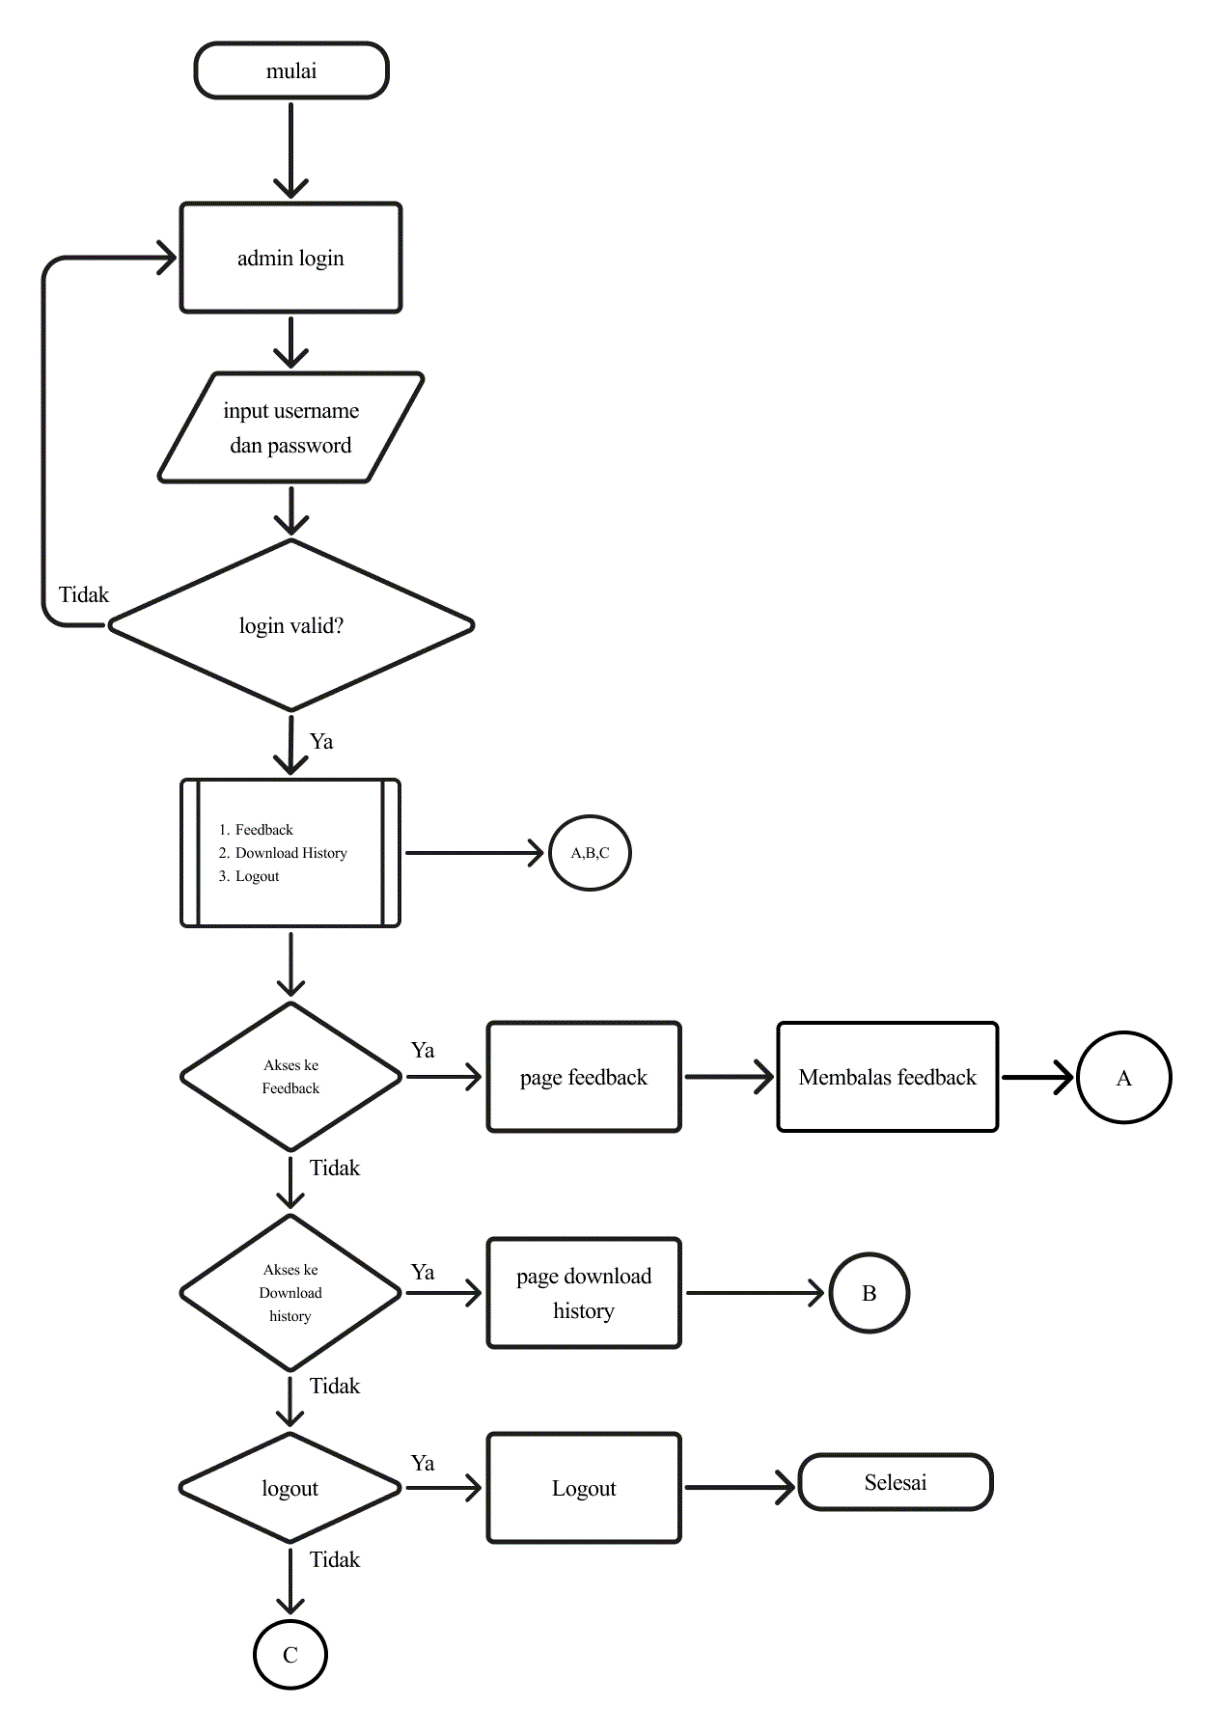 mulai
admin login
input username
dan password
Tidak
login valid?
Ya
1. Feedback
2. Download History
3. Logout
A,B,C
Akses ke
Feedback
Ya
page feedback
Membalas feedback
A
Tidak
Akses ke
Download
history
Ya
page download
history
B
Tidak
logout
Ya
Logout
Selesai
Tidak
C